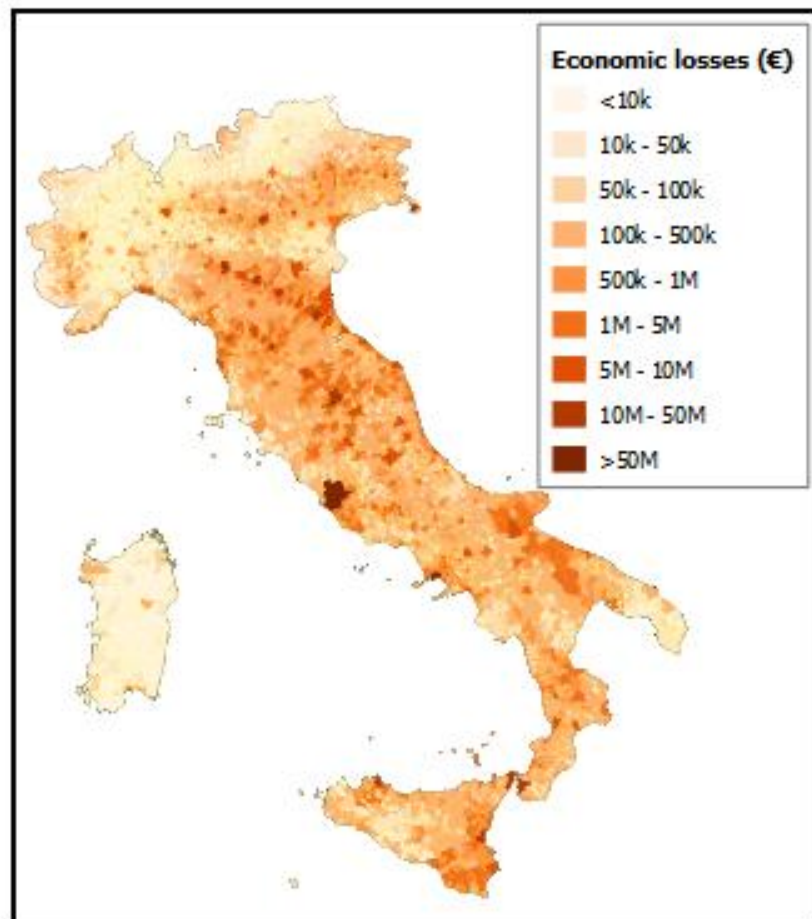 Economic losses (€)
<10k
10k - 50k
50k - 100k
100k - 500k
500k - 1M
1M - 5M
5M - 10M
10M - 50M
>50M